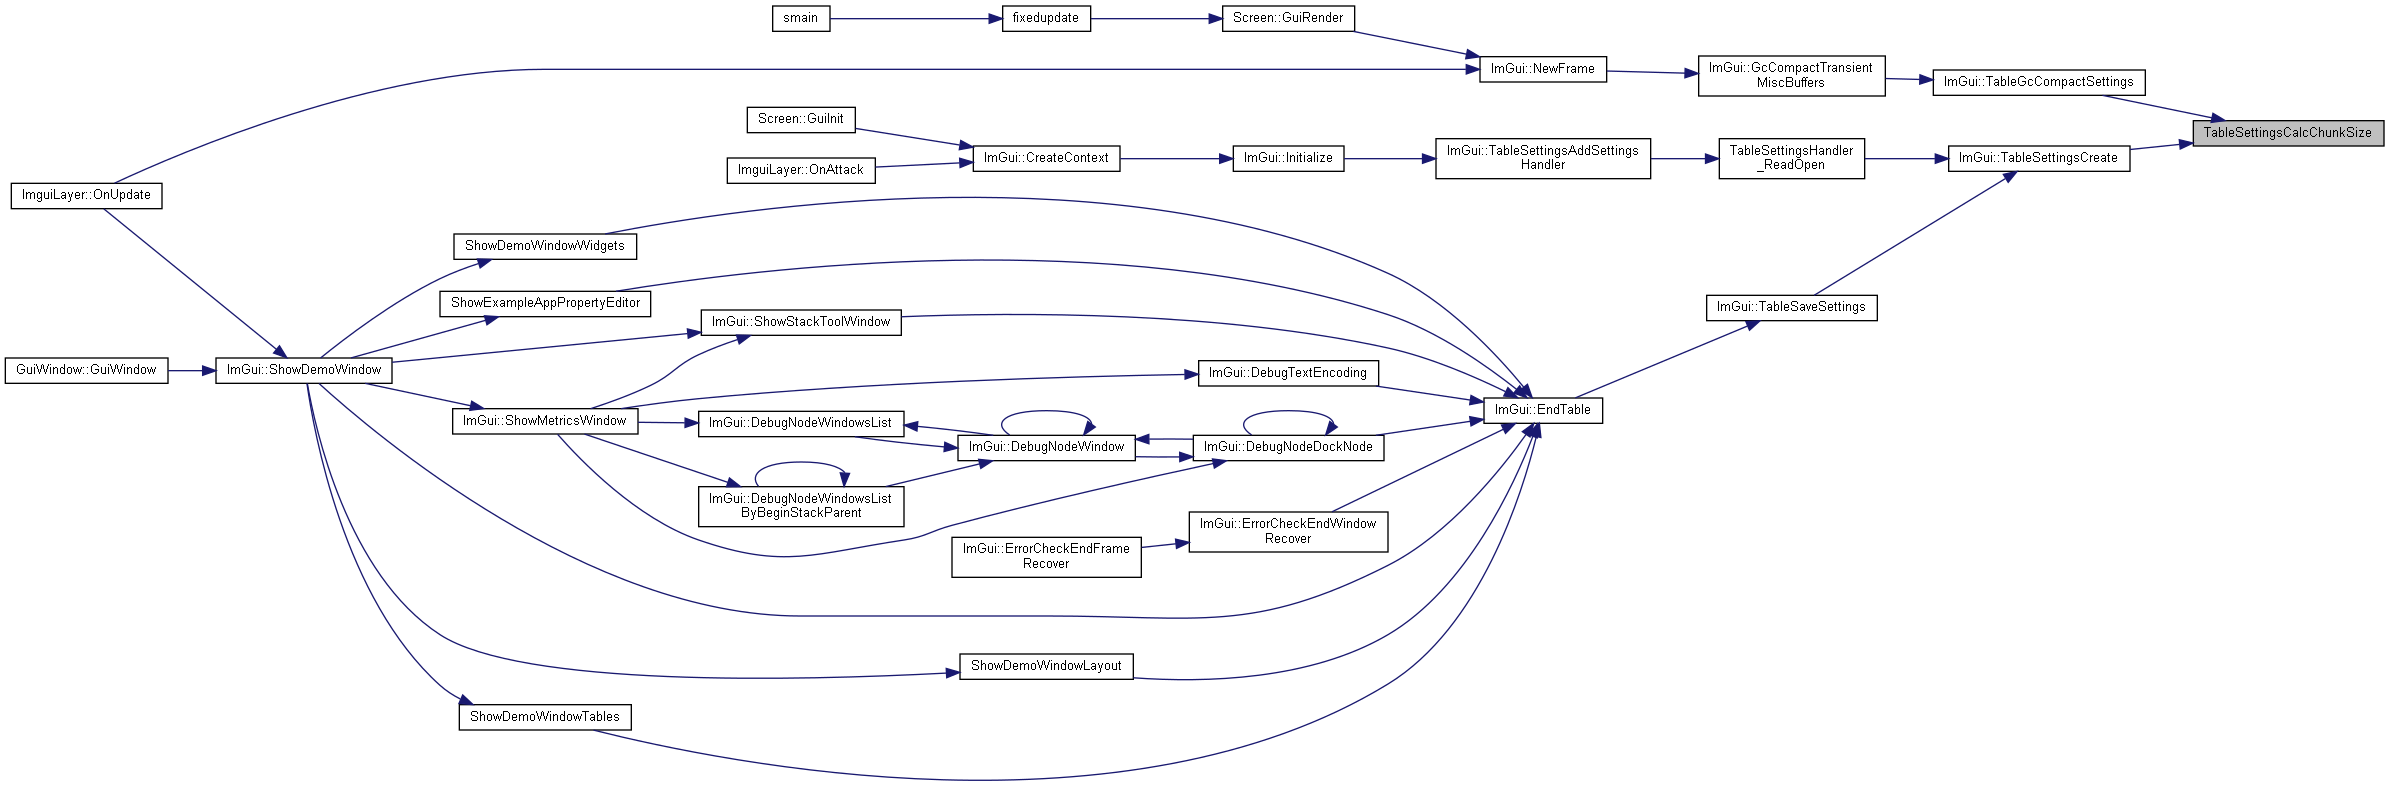 smain
fixedupdate
Screen::GuiRender
ImGui::NewFrame
ImGui::GcCompactTransient
MiscBuffers
ImGui::TableGcCompactSettings
Screen::GuiInit
TableSettingsCalcChunkSize
ImGui::CreateContext
ImGui::Initialize
ImGui::TableSettingsAddSettings
Handler
TableSettingsHandler
_ReadOpen
ImGui::TableSettingsCreate
ImguiLayer::OnAttack
ImguiLayer::OnUpdate
ShowDemoWindowWidgets
ShowExampleAppPropertyEditor
ImGui::TableSaveSettings
ImGui::ShowStackToolWindow
GuiWindow::GuiWindow
ImGui::ShowDemoWindow
ImGui::DebugTextEncoding
ImGui::EndTable
ImGui::ShowMetricsWindow
ImGui::DebugNodeWindowsList
ImGui::DebugNodeWindow
ImGui::DebugNodeDockNode
ImGui::DebugNodeWindowsList
ByBeginStackParent
ImGui::ErrorCheckEndWindow
Recover
ImGui::ErrorCheckEndFrame
Recover
ShowDemoWindowLayout
ShowDemoWindowTables